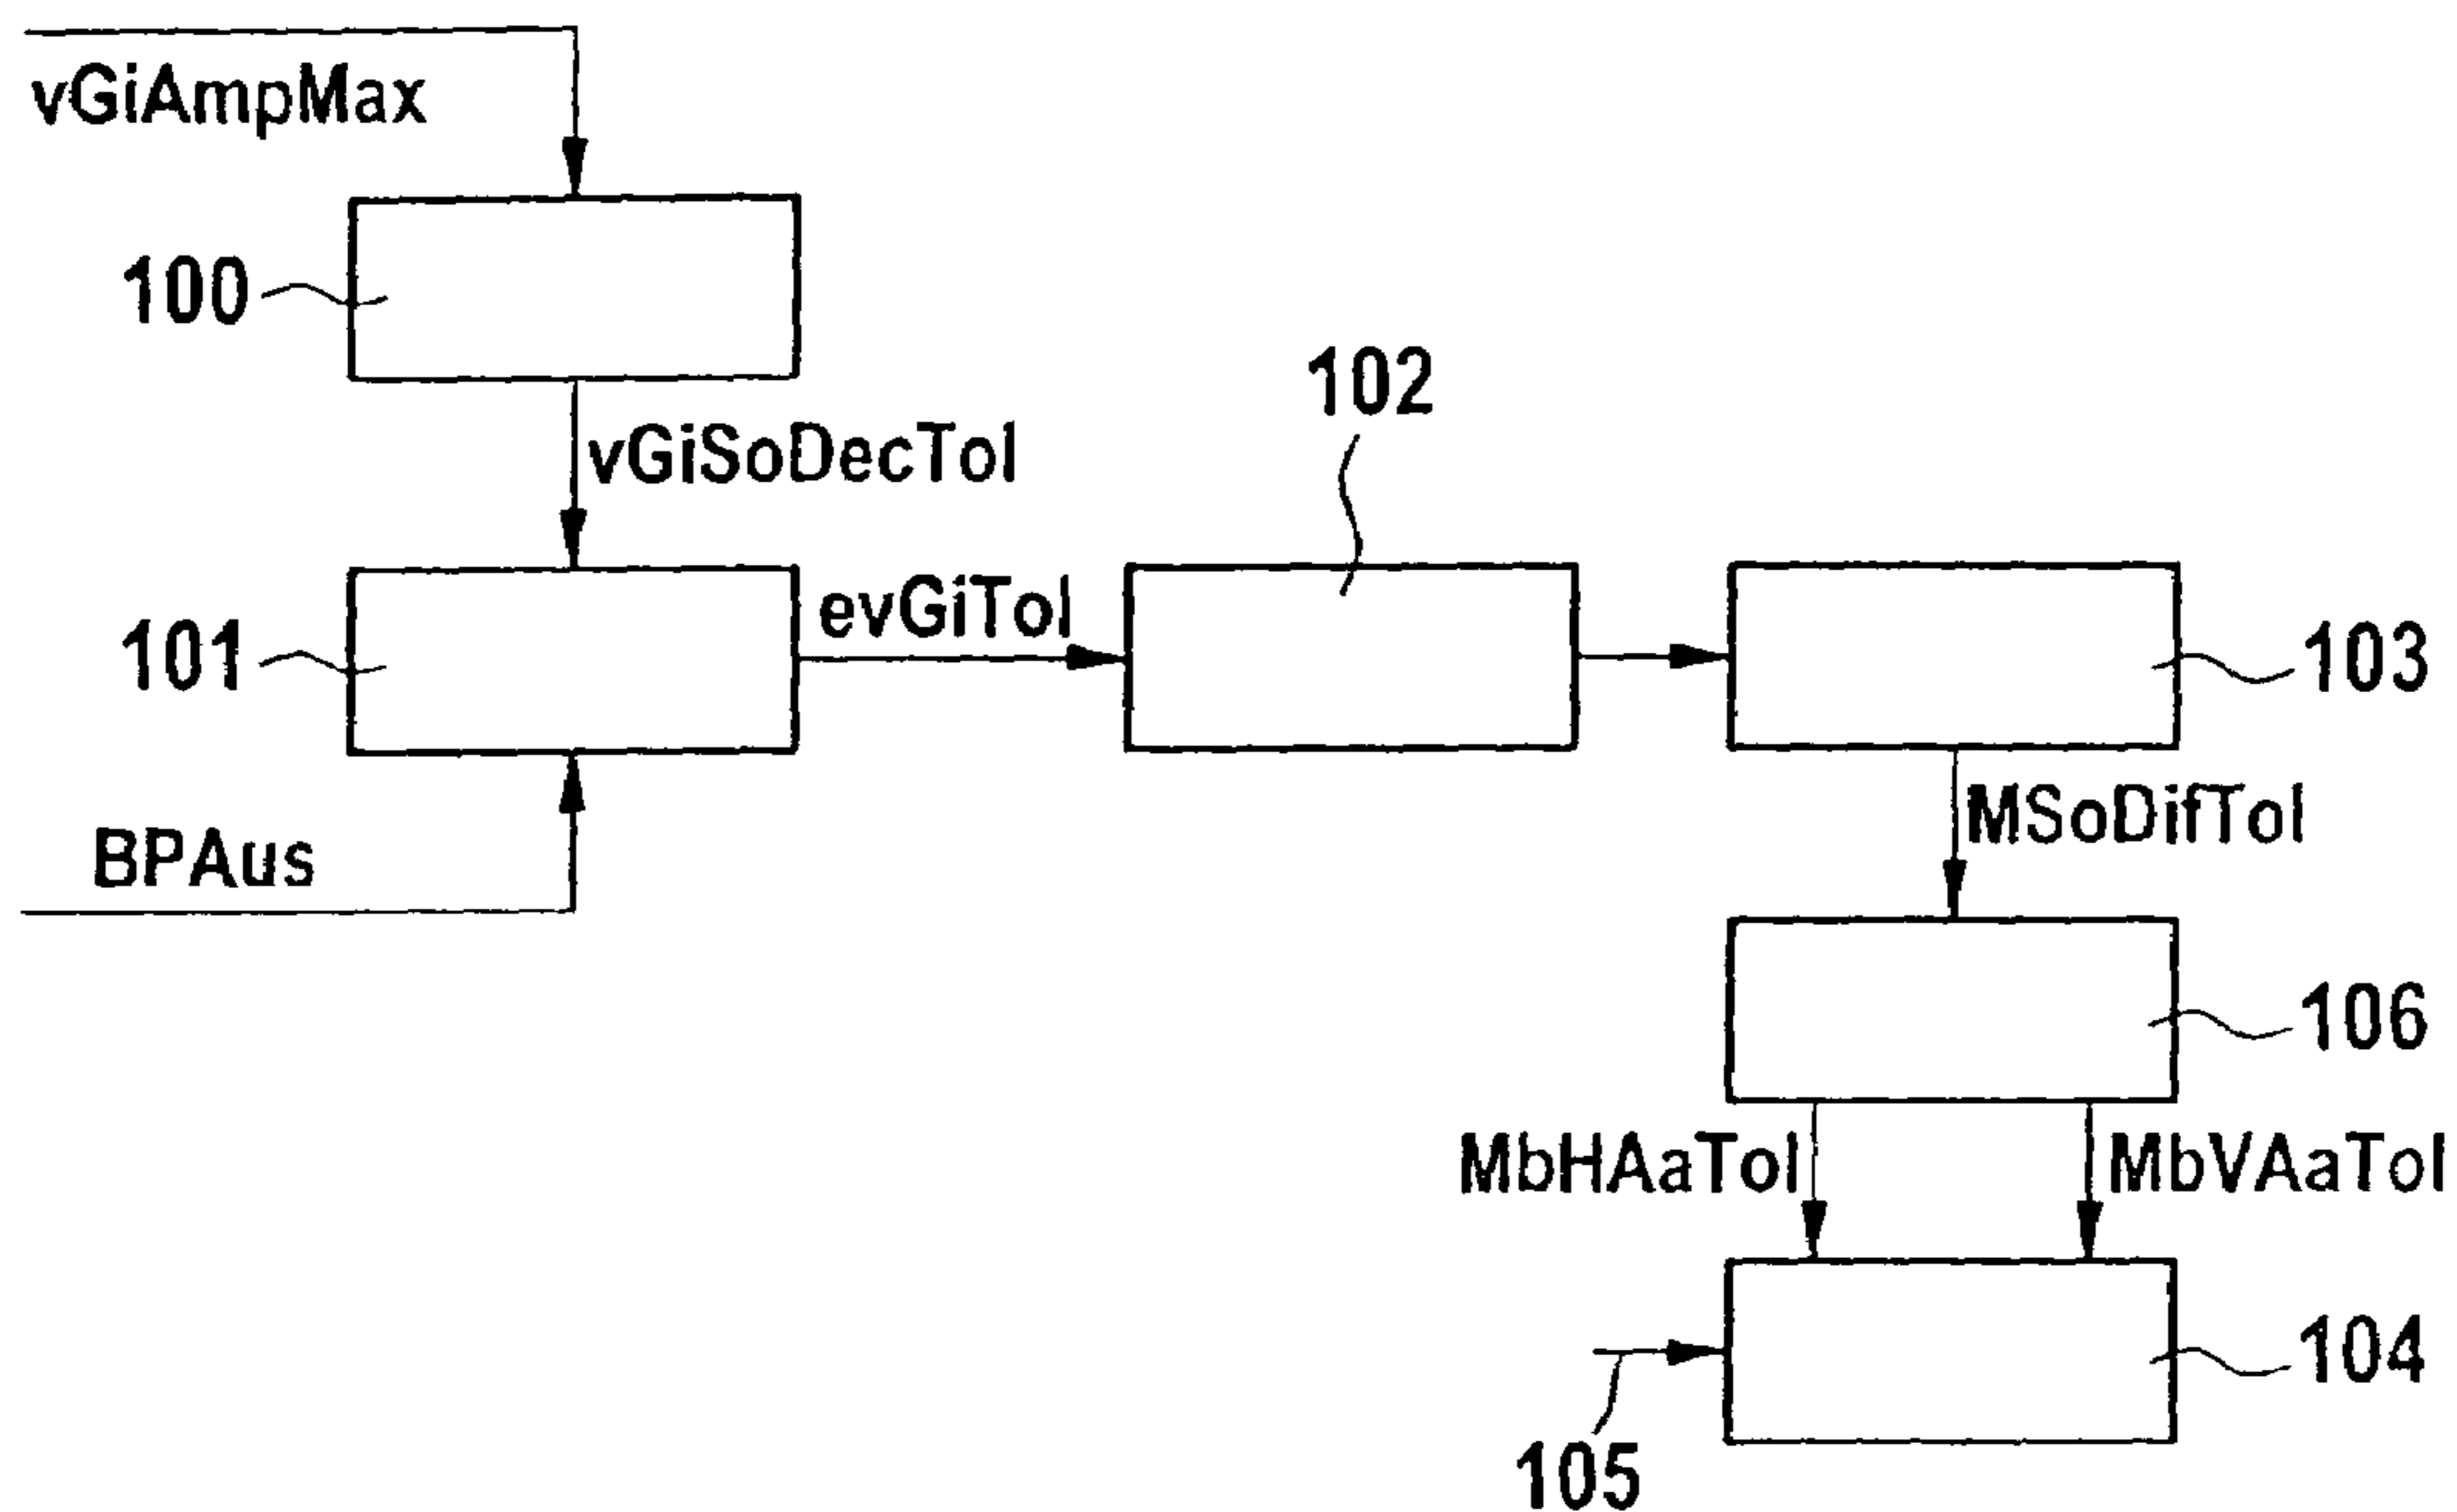 vGiAmpMax
100
vGiSoDecTol
102
evGiTol
101
103
MSoDifTol
BPAus
106
MbHAaTol
MbVAaTol
104
105